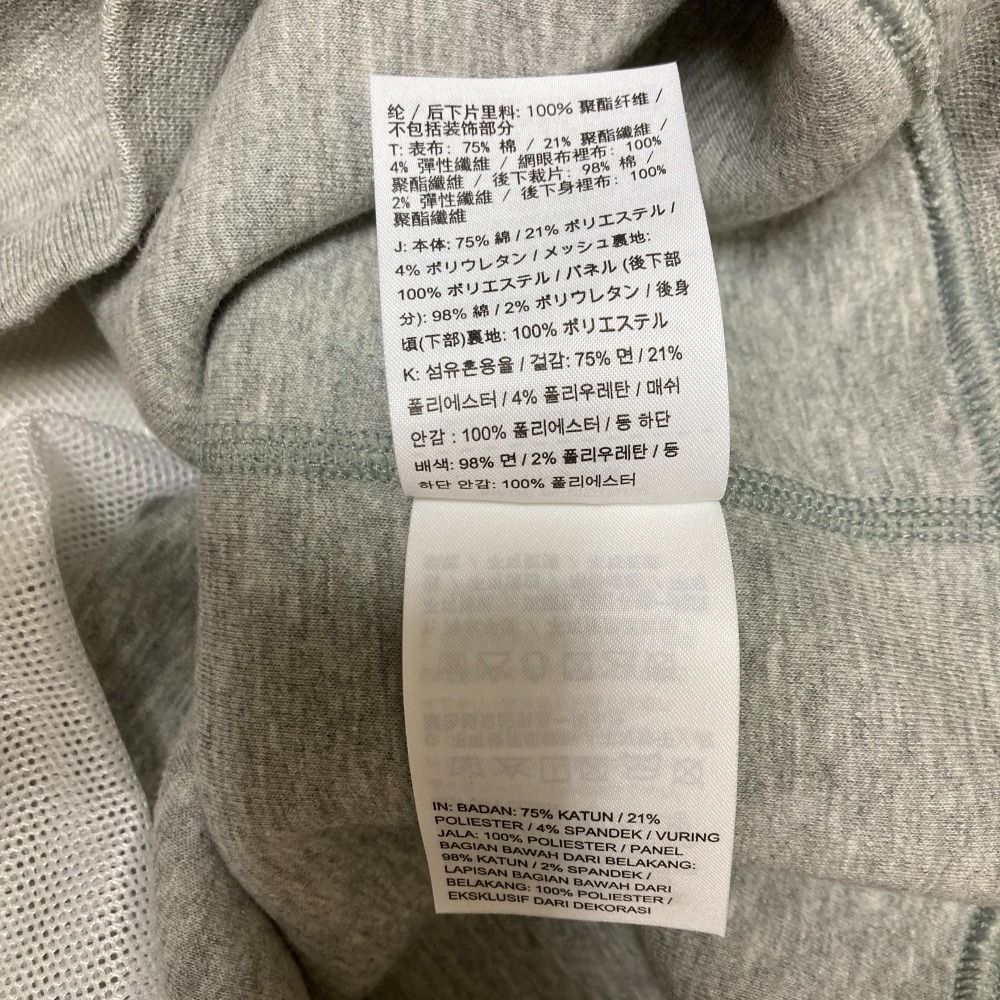 纶 / 后下片里料: 100% 聚酯纤维 /
不包括装饰部分
T: 表布: 75% 棉 / 21% 聚酯纖維 /
4% 彈性纖維 / 網眼布裡布: 100%
聚酯纖維 / 後下裁片: 98% 棉 /
2% 彈性纖維 / 後下身裡布: 100%
聚酯纖維
J: 本体: 75% 綿 / 21% ポリエステル /
4% ポリウレタン / メッシュ裏地:
100% ポリエステル / パネル (後下部
分): 98% 綿 / 2% ポリウレタン / 後身
頃(下部)裏地: 100% ポリエステル
K: 섬유혼용율 / 겉감: 75% 면 / 21%
폴리에스터 / 4% 폴리우레탄 / 매쉬
안감 : 100% 폴리에스터 / 등 하단
배색: 98% 면 / 2% 폴리우레탄 / 등
하단 안감: 100% 폴리에스터
IN: BADAN: 75% KATUN / 21%
POLIESTER / 4% SPANDEK / VURING
JALA: 100% POLIESTER / PANEL
BAGIAN BAWAH DARI BELAKANG:
98% KATUN / 2% SPANDEK /
LAPISAN BAGIAN BAWAH DARI
BELAKANG: 100% POLIESTER /
EKSKLUSIF DARI DEKORASI